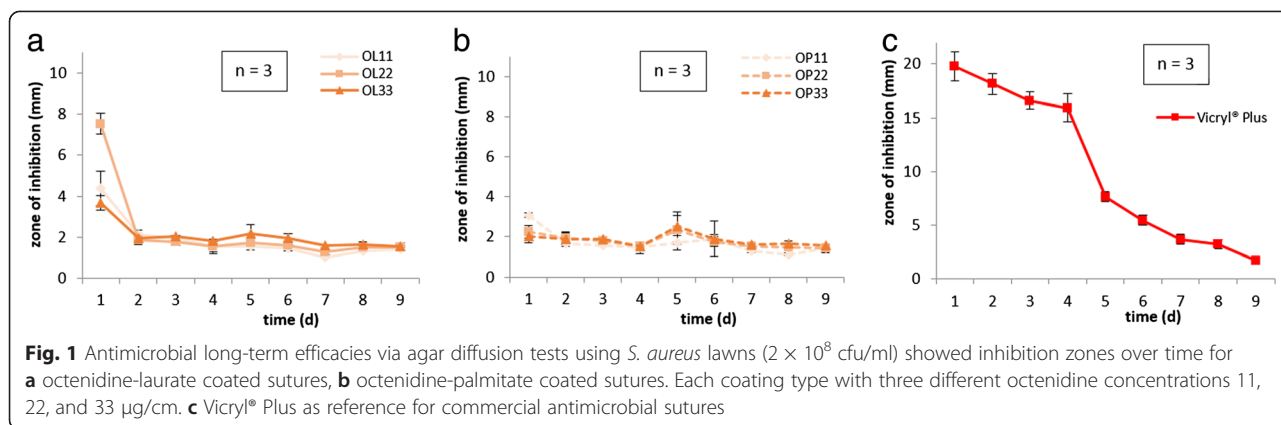 a
n = 3
OL11
OL22
OL33
zone of inhibition (mm)
10
8
6
4
2
0
1 2 3 4 5 6 7 8 9
time (d)
b
n = 3
OP11
OP22
OP33
zone of inhibition (mm)
10
8
6
4
2
0
1 2 3 4 5 6 7 8 9
time (d)
c
n = 3
Vicryl® Plus
zone of inhibition (mm)
20
15
10
5
0
1 2 3 4 5 6 7 8 9
time (d)
Fig. 1 Antimicrobial long-term efficacies via agar diffusion tests using S. aureus lawns (2 × 10⁸ cfu/ml) showed inhibition zones over time for
a octenidine-laurate coated sutures, b octenidine-palmitate coated sutures. Each coating type with three different octenidine concentrations 11,
22, and 33 μg/cm. c Vicryl® Plus as reference for commercial antimicrobial sutures